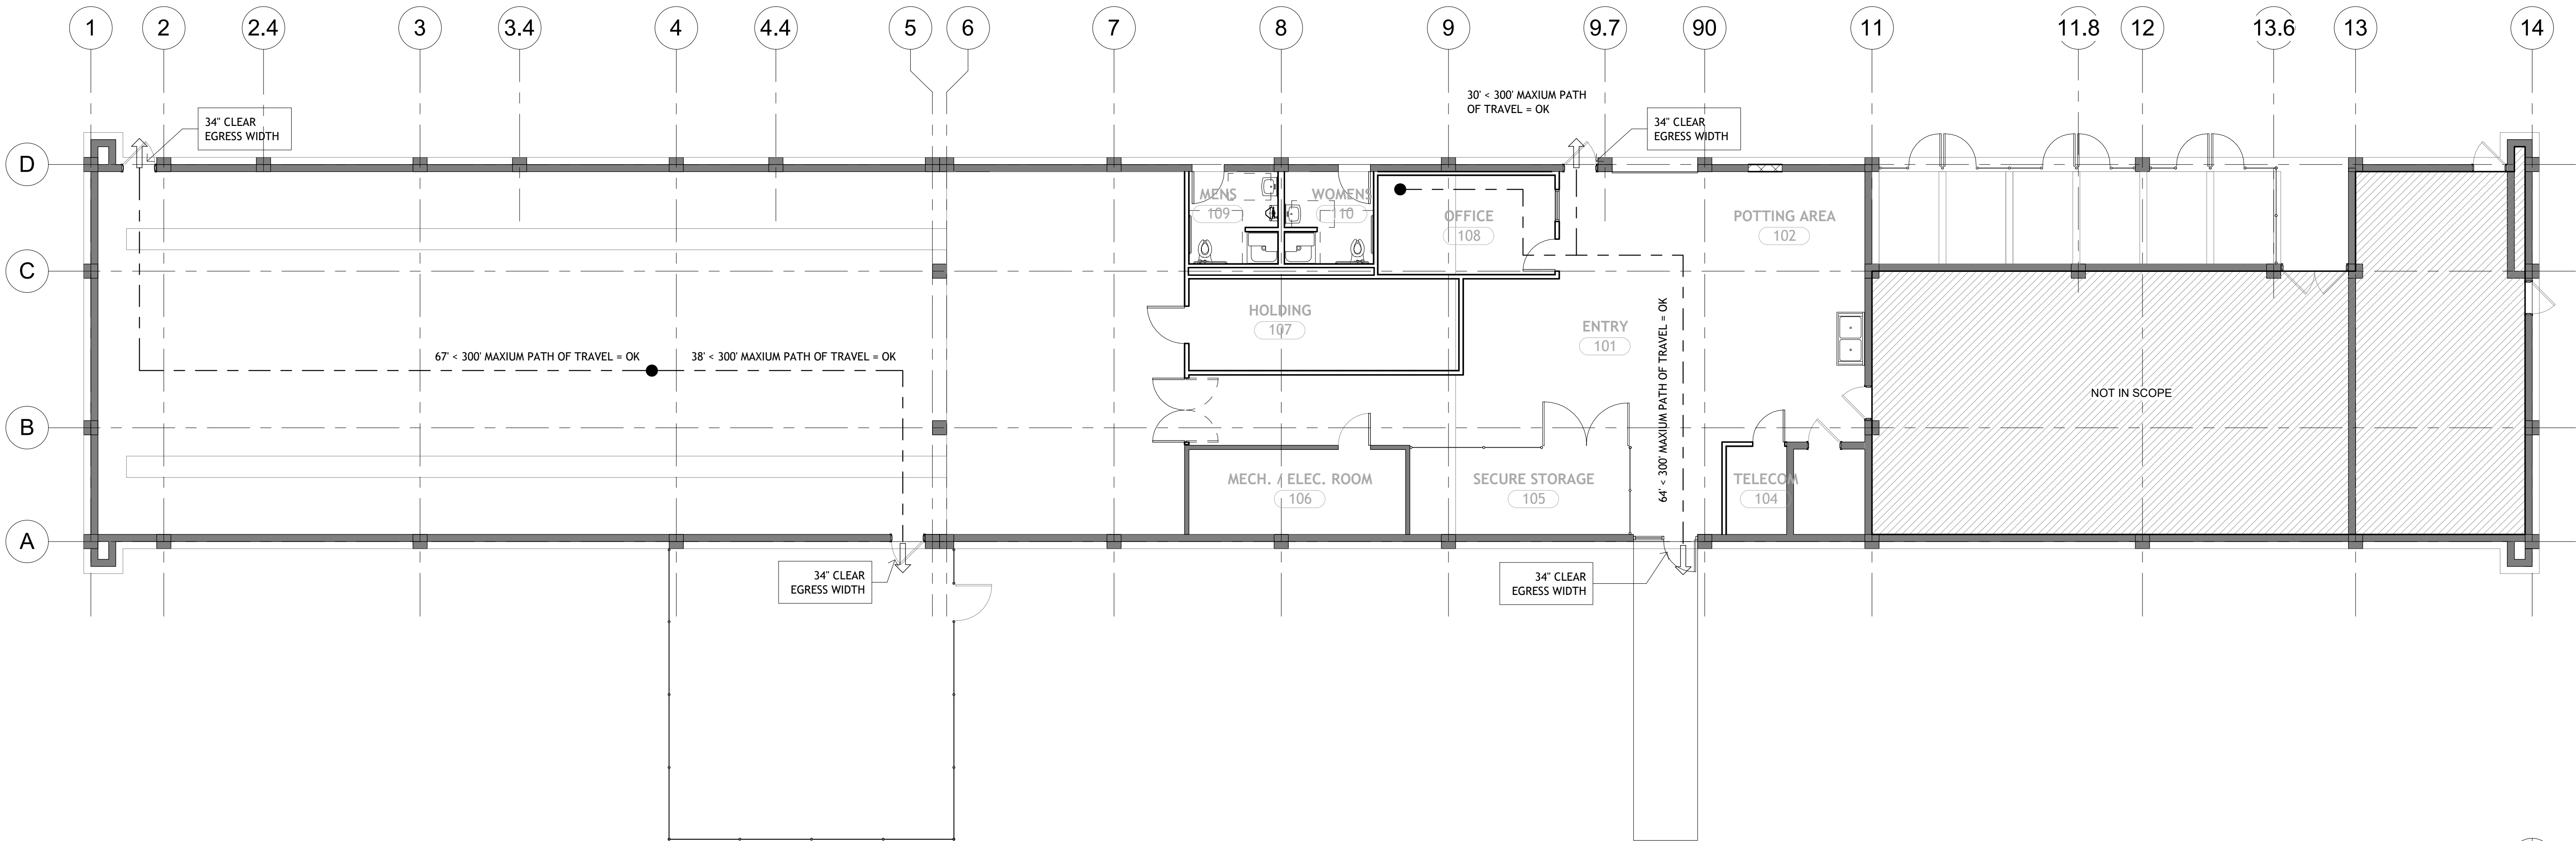 1 2 2.4 3 3.4 4 4.4 5 6 7 8 9 9.7 90 11 11.8 12 13.6 13 14
30' < 300' MAXIUM PATH
OF TRAVEL = OK
34" CLEAR
EGRESS WIDTH
34" CLEAR
EGRESS WIDTH
D
MENS
109
WOMENS
110
OFFICE
108
POTTING AREA
102
C
HOLDING
107
ENTRY
101
67' < 300' MAXIUM PATH OF TRAVEL = OK
38' < 300' MAXIUM PATH OF TRAVEL = OK
64' < 300' MAXIUM PATH OF TRAVEL = OK
NOT IN SCOPE
B
MECH. / ELEC. ROOM
106
SECURE STORAGE
105
TELECOM
104
A
34" CLEAR
EGRESS WIDTH
34" CLEAR
EGRESS WIDTH